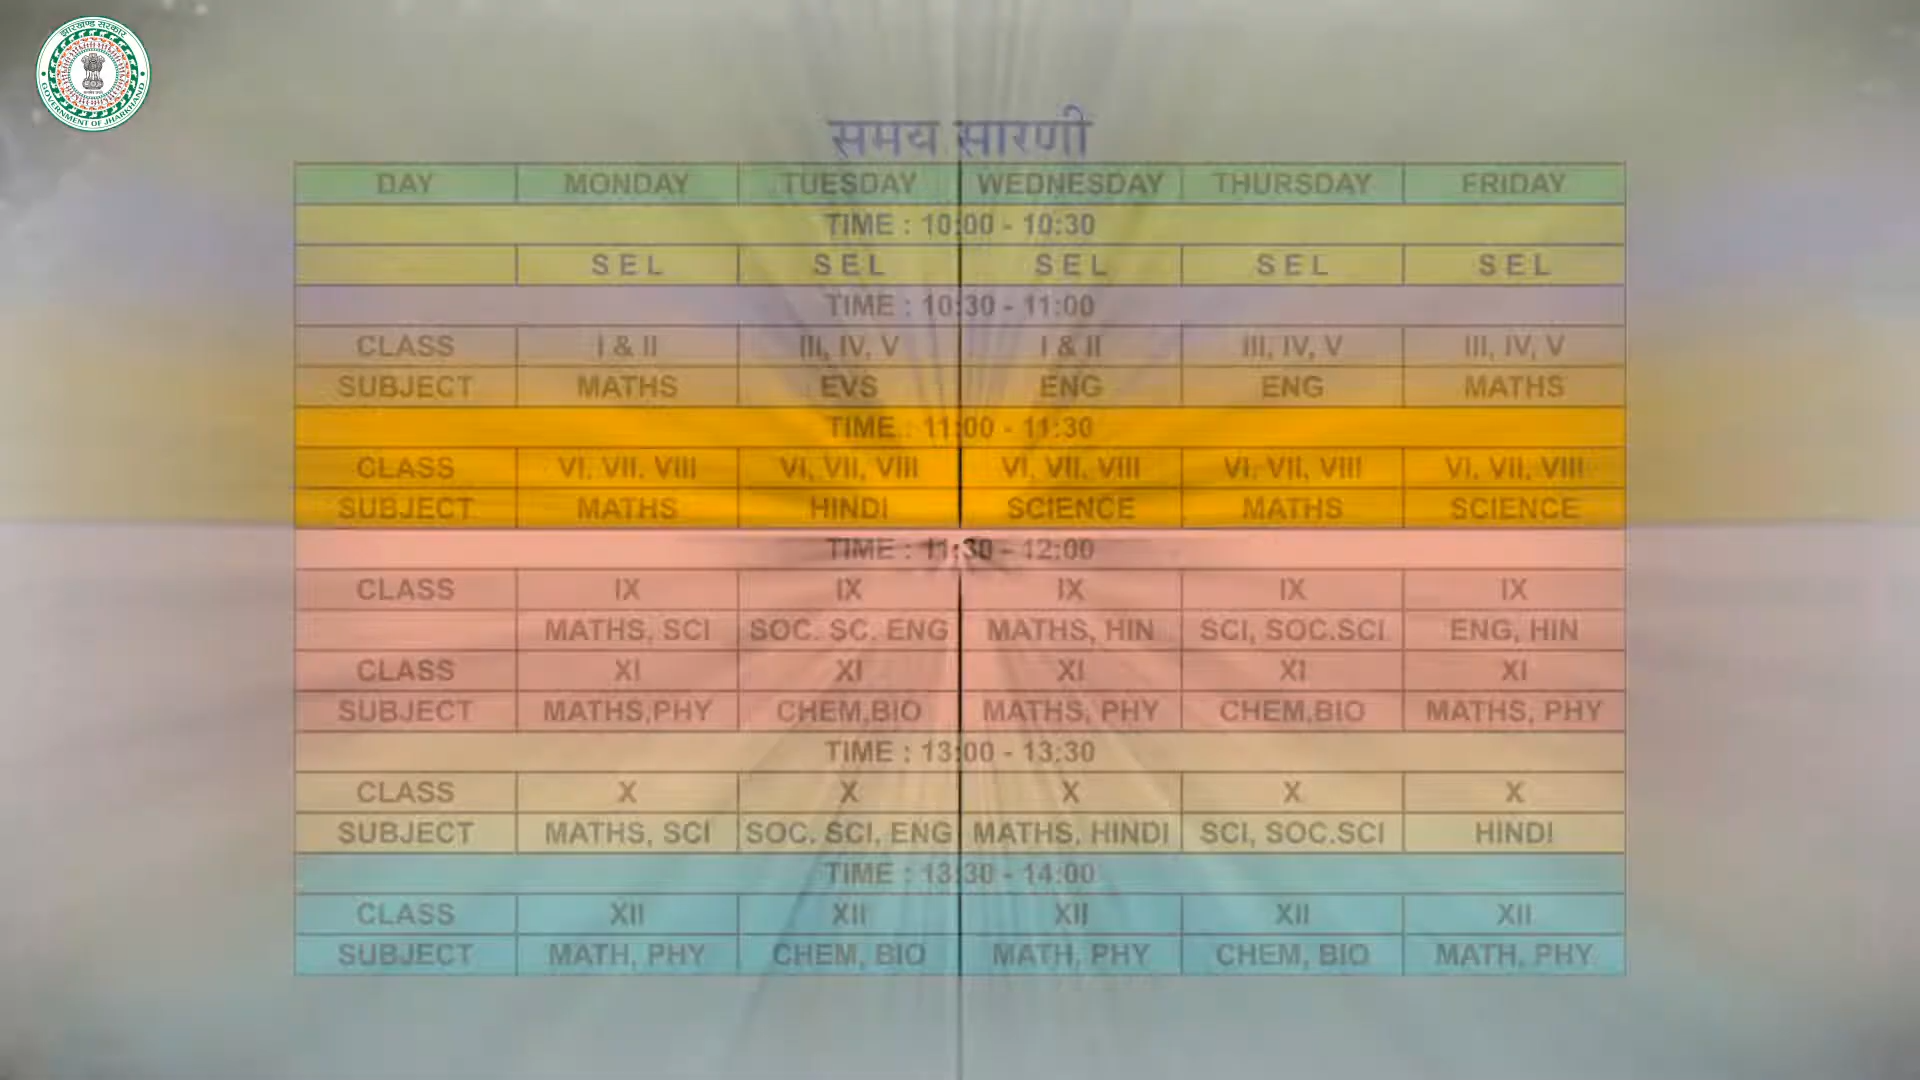 झारखण्ड सरकार
GOVERNMENT OF JHARKHAND
समय सारणी
DAY MONDAY TUESDAY WEDNESDAY THURSDAY FRIDAY
TIME : 10:00 - 10:30
S E L S E L S E L S E L S E L
TIME : 10:30 - 11:00
CLASS I & II III, IV, V I & II III, IV, V III, IV, V
SUBJECT MATHS EVS ENG ENG MATHS
TIME : 11:00 - 11:30
CLASS VI, VII. VIII VI, VII, VIII VI, VII, VIII VI, VII, VIII VI, VII, VIII
SUBJECT MATHS HINDI SCIENCE MATHS SCIENCE
TIME : 11:30 - 12:00
CLASS IX IX IX IX IX
MATHS, SCI SOC. SC, ENG MATHS, HIN SCI, SOC.SCI ENG, HIN
CLASS XI XI XI XI XI
SUBJECT MATHS,PHY CHEM,BIO MATHS, PHY CHEM,BIO MATHS, PHY
TIME : 13:00 - 13:30
CLASS X X X X X
SUBJECT MATHS, SCI SOC. SCI, ENG MATHS, HINDI SCI, SOC.SCI HINDI
TIME : 13:30 - 14:00
CLASS XII XII XII XII XII
SUBJECT MATH, PHY CHEM, BIO MATH, PHY CHEM, BIO MATH, PHY